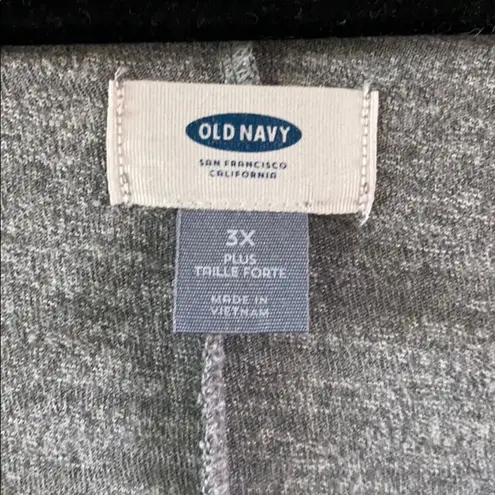 OLD NAVY
SAN FRANCISCO
CALIFORNIA
3X
PLUS
TAILLE FORTE
MADE IN
VIETNAM